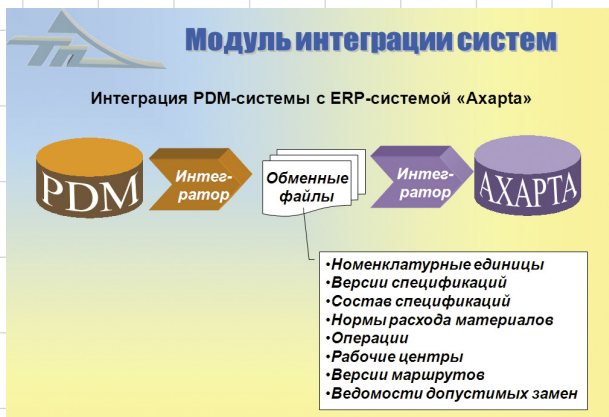 Модуль интеграции систем
Интеграция PDM-системы с ERP-системой «Axapta»
PDM
Интег-
ратор
Обменные
файлы
Интег-
ратор
АХАРТА
•Номенклатурные единицы
•Версии спецификаций
•Состав спецификаций
•Нормы расхода материалов
•Операции
•Рабочие центры
•Версии маршрутов
•Ведомости допустимых замен